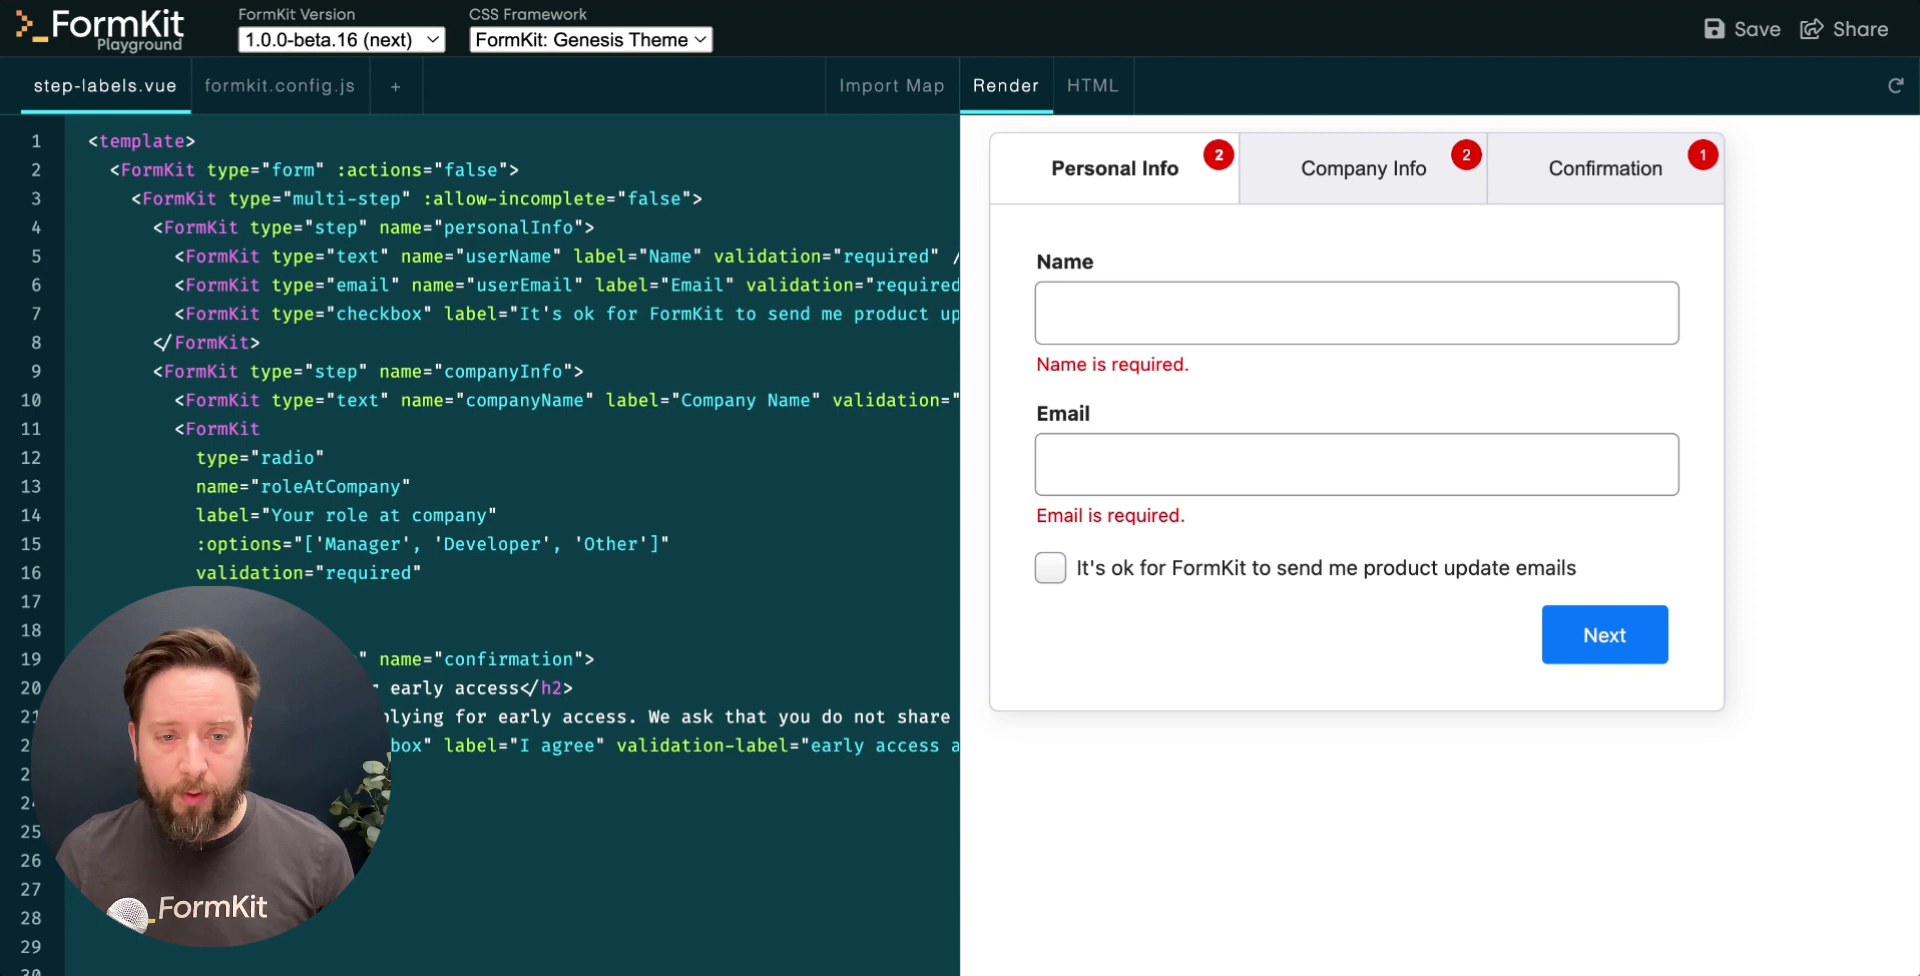 FormKit
Playground
FormKit Version
1.0.0-beta.16 (next)
CSS Framework
FormKit: Genesis Theme
Save
Share
step-labels.vue
formkit.config.js
+
Import Map
Render
HTML
1 <template>
2 <FormKit type="form" :actions="false">
3 <FormKit type="multi-step" :allow-incomplete="false">
4 <FormKit type="step" name="personalInfo">
5 <FormKit type="text" name="userName" label="Name" validation="required" /
6 <FormKit type="email" name="userEmail" label="Email" validation="required
7 <FormKit type="checkbox" label="It's ok for FormKit to send me product up
8 </FormKit>
9 <FormKit type="step" name="companyInfo">
10 <FormKit type="text" name="companyName" label="Company Name" validation="
11 <FormKit
12 type="radio"
13 name="roleAtCompany"
14 label="Your role at company"
15 :options="['Manager', 'Developer', 'Other']"
16 validation="required"
17
18
19 " name="confirmation">
20 early access</h2>
21 plying for early access. We ask that you do not share
box" label="I agree" validation-label="early access a
25
26
27
28
29
30
FormKit
Personal Info 2
Company Info 2
Confirmation 1
Name
Name is required.
Email
Email is required.
It's ok for FormKit to send me product update emails
Next